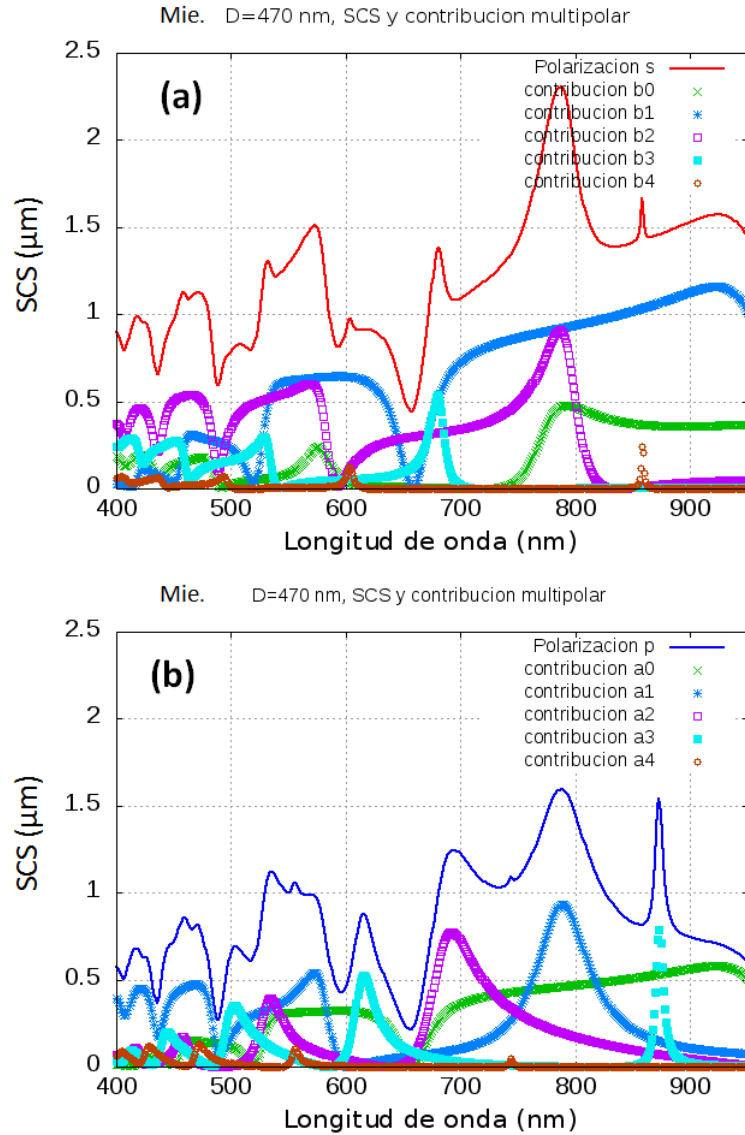 Mie. D=470 nm, SCS y contribucion multipolar
2.5
2
1.5
1
0.5
0
SCS (µm)
(a)
Polarizacion s
contribucion b0
contribucion b1
contribucion b2
contribucion b3
contribucion b4
400 500 600 700 800 900
Longitud de onda (nm)
Mie. D=470 nm, SCS y contribucion multipolar
2.5
2
1.5
1
0.5
0
SCS (µm)
(b)
Polarizacion p
contribucion a0
contribucion a1
contribucion a2
contribucion a3
contribucion a4
400 500 600 700 800 900
Longitud de onda (nm)